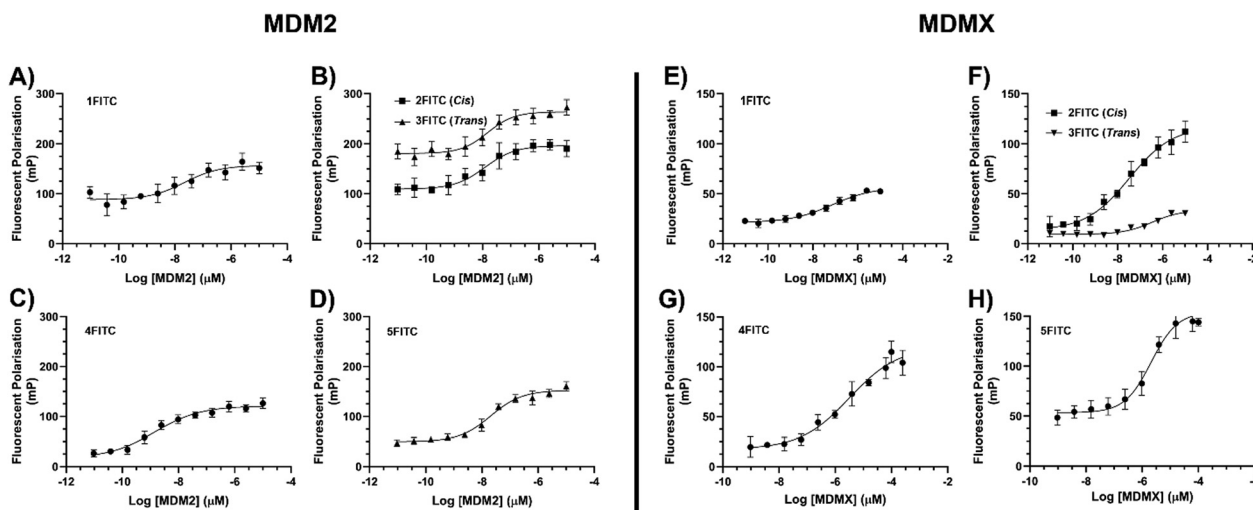 MDM2
MDMX
A)
1FITC
Fluorescent Polarisation
(mP)
300
200
100
0
-12
-10
-8
-6
-4
Log [MDM2] (μM)
B)
2FITC (Cis)
3FITC (Trans)
Fluorescent Polarisation
(mP)
300
200
100
0
-12
-10
-8
-6
-4
Log [MDM2] (μM)
E)
1FITC
Fluorescent Polarisation
(mP)
150
100
50
0
-12
-10
-8
-6
-4
-2
Log [MDMX] (μM)
F)
2FITC (Cis)
3FITC (Trans)
Fluorescent Polarisation
(mP)
150
100
50
0
-12
-10
-8
-6
-4
-2
Log [MDMX] (μM)
C)
4FITC
Fluorescent Polarisation
(mP)
300
200
100
0
-12
-10
-8
-6
-4
Log [MDM2] (μM)
D)
5FITC
Fluorescent Polarisation
(mP)
300
200
100
0
-12
-10
-8
-6
-4
Log [MDM2] (μM)
G)
4FITC
Fluorescent Polarisation
(mP)
150
100
50
0
-10
-8
-6
-4
-2
Log [MDMX] (μM)
H)
5FITC
Fluorescent Polarisation
(mP)
150
100
50
0
-10
-8
-6
-4
-2
Log [MDMX] (μM)